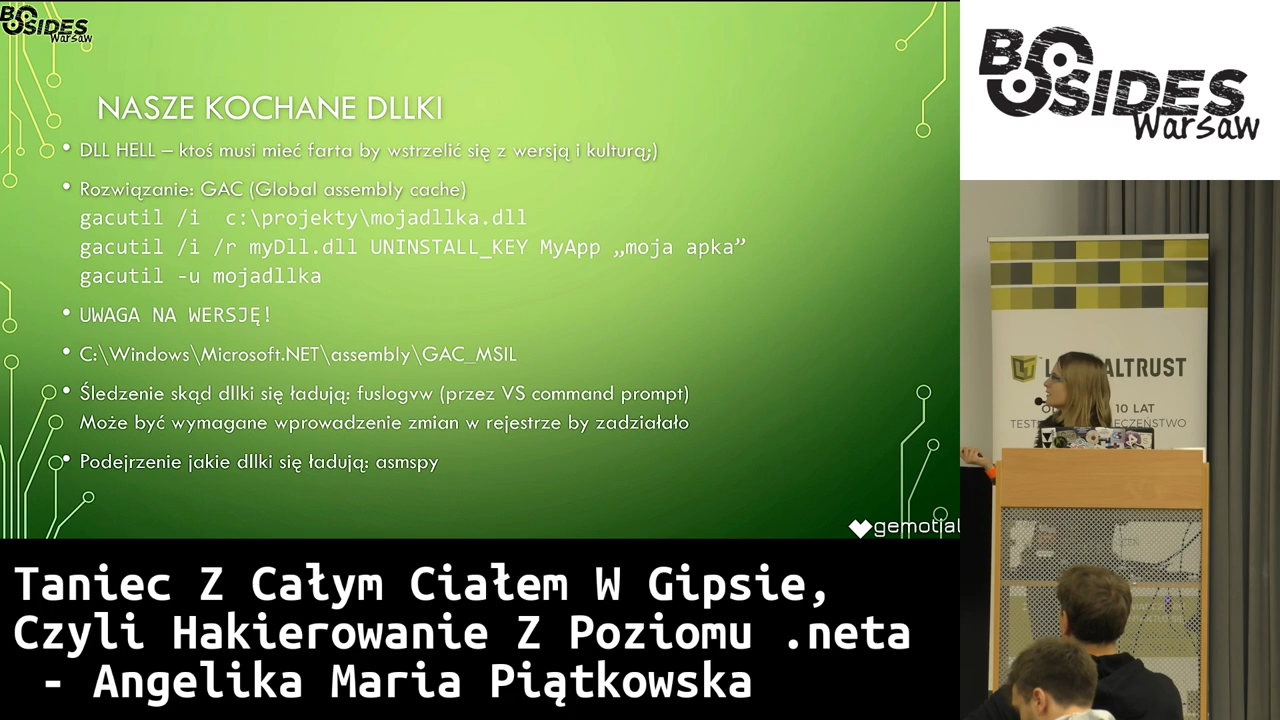 BSIDES
Warsaw
NASZE KOCHANE DLLKI
• DLL HELL – ktoś musi mieć farta by wstrzelić się z wersją i kulturą;)
• Rozwiązanie: GAC (Global assembly cache)
gacutil /i  c:\projekty\mojadllka.dll
gacutil /i /r myDll.dll UNINSTALL_KEY MyApp „moja apka”
gacutil -u mojadllka
• UWAGA NA WERSJĘ!
• C:\Windows\Microsoft.NET\assembly\GAC_MSIL
• Śledzenie skąd dllki się ładują: fuslogvw (przez VS command prompt)
Może być wymagane wprowadzenie zmian w rejestrze by zadziałało
• Podejrzenie jakie dllki się ładują: asmspy
gemotial
Taniec Z Całym Ciałem W Gipsie,
Czyli Hakierowanie Z Poziomu .neta
- Angelika Maria Piątkowska
BSIDES
Warsaw
L ALTRUST
10 LAT
TEST ECZEŃSTWO